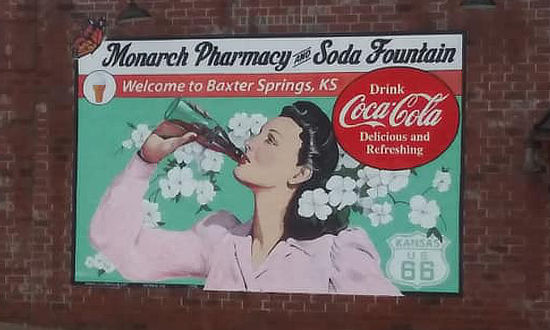 Monarch Pharmacy AND Soda Fountain
Welcome to Baxter Springs, KS
Drink
Coca-Cola
Delicious and
Refreshing
KANSAS
US
66